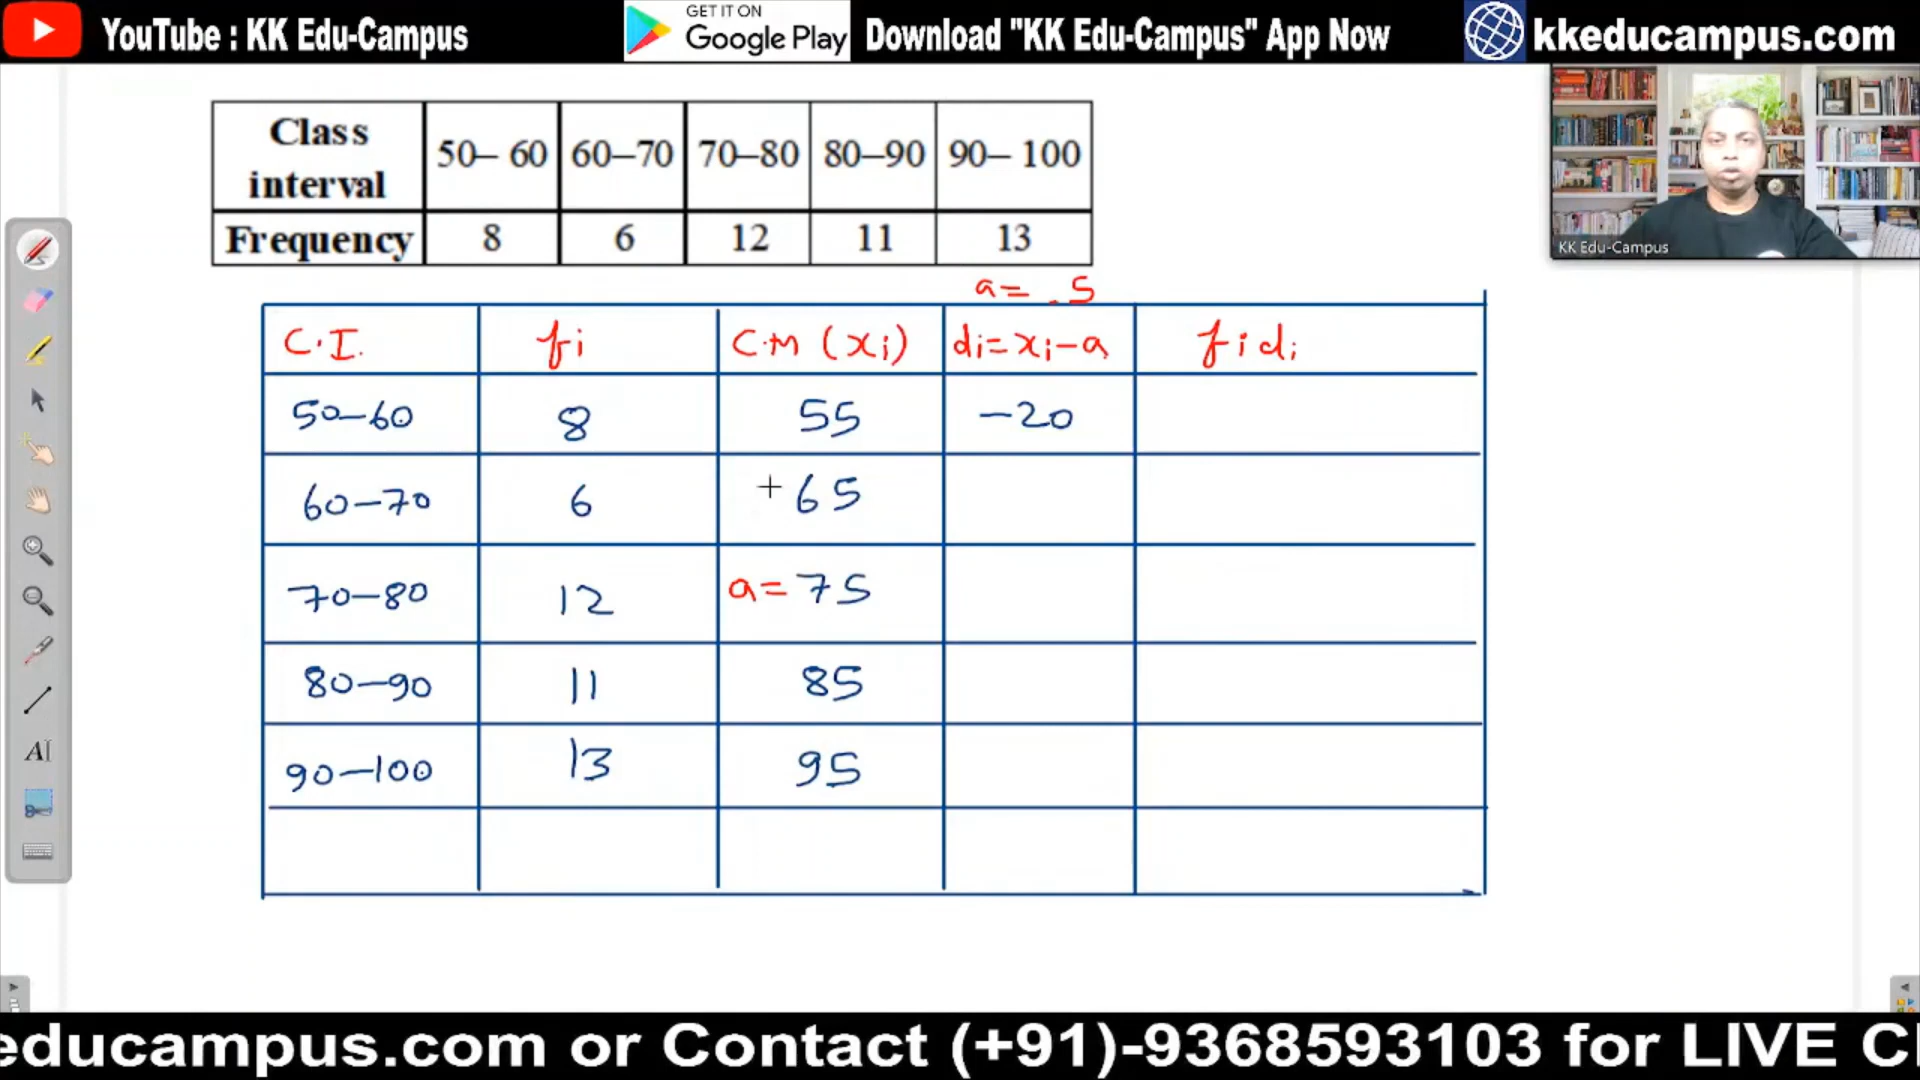 YouTube : KK Edu-Campus
GET IT ON
Google Play
Download "KK Edu-Campus" App Now
kkeducampus.com
KK Edu-Campus
Class interval 50– 60 60–70 70–80 80–90 90– 100
Frequency 8 6 12 11 13
a= .5
C.I. fi C.M (xi) di=xi-a fidi
50-60 8 55 -20
60-70 6 65
70-80 12 a= 75
80-90 11 85
90-100 13 95
AI
educampus.com or Contact (+91)-9368593103 for LIVE Cl